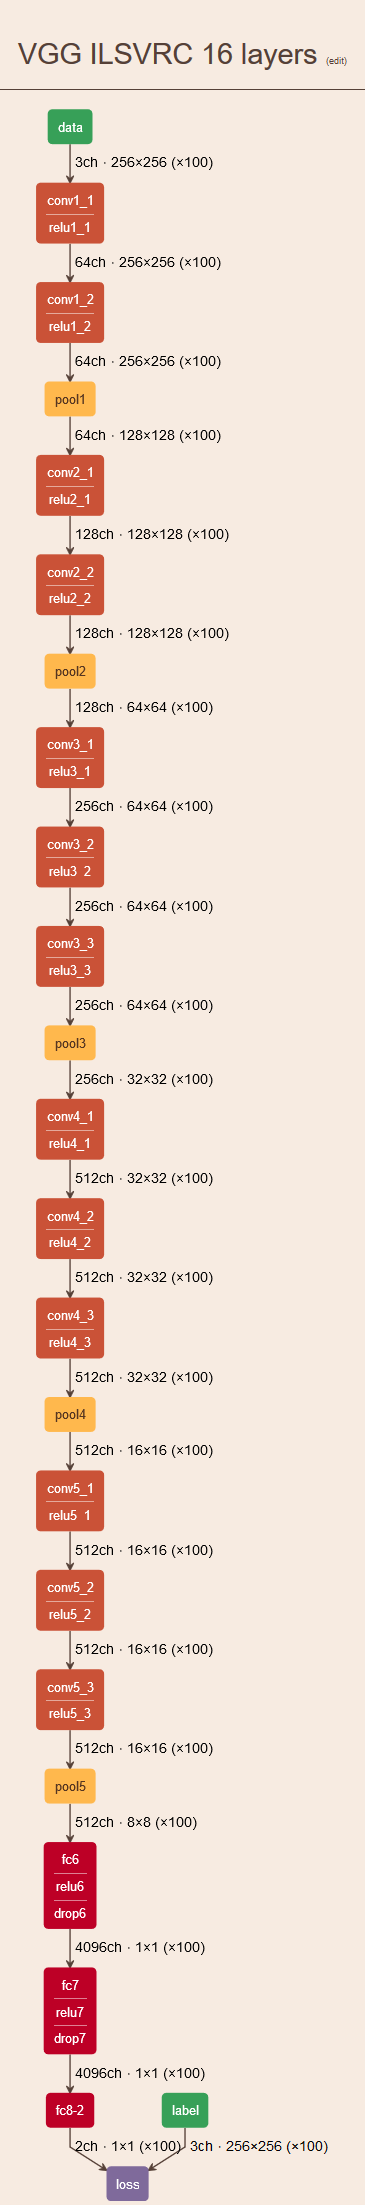 VGG ILSVRC 16 layers (edit)
data
3ch · 256×256 (×100)
conv1_1
relu1_1
64ch · 256×256 (×100)
conv1_2
relu1_2
64ch · 256×256 (×100)
pool1
64ch · 128×128 (×100)
conv2_1
relu2_1
128ch · 128×128 (×100)
conv2_2
relu2_2
128ch · 128×128 (×100)
pool2
128ch · 64×64 (×100)
conv3_1
relu3_1
256ch · 64×64 (×100)
conv3_2
relu3 2
256ch · 64×64 (×100)
conv3_3
relu3_3
256ch · 64×64 (×100)
pool3
256ch · 32×32 (×100)
conv4_1
relu4_1
512ch · 32×32 (×100)
conv4_2
relu4_2
512ch · 32×32 (×100)
conv4_3
relu4_3
512ch · 32×32 (×100)
pool4
512ch · 16×16 (×100)
conv5_1
relu5 1
512ch · 16×16 (×100)
conv5_2
relu5_2
512ch · 16×16 (×100)
conv5_3
relu5_3
512ch · 16×16 (×100)
pool5
512ch · 8×8 (×100)
fc6
relu6
drop6
4096ch · 1×1 (×100)
fc7
relu7
drop7
4096ch · 1×1 (×100)
fc8-2 label
2ch · 1×1 (×100) 3ch · 256×256 (×100)
loss